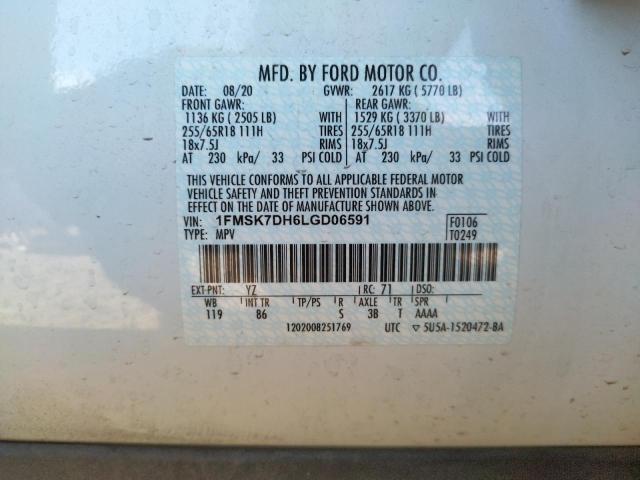 MFD. BY FORD MOTOR CO.
DATE: 08/20 GVWR: 2617 KG ( 5770 LB)
FRONT GAWR: REAR GAWR:
1136 KG ( 2505 LB) WITH 1529 KG ( 3370 LB) WITH
255/65R18 111H TIRES 255/65R18 111H TIRES
18x7.5J RIMS 18x7.5J RIMS
AT 230 kPa/ 33 PSI COLD AT 230 kPa/ 33 PSI COLD
THIS VEHICLE CONFORMS TO ALL APPLICABLE FEDERAL MOTOR
VEHICLE SAFETY AND THEFT PREVENTION STANDARDS IN
EFFECT ON THE DATE OF MANUFACTURE SHOWN ABOVE.
VIN: 1FMSK7DH6LGD06591 F0106
TYPE: MPV T0249
EXT PNT: YZ RC: 71 DSO:
WB INT TR TP/PS R AXLE TR SPR
119 86 S 3B T AAAA
1202008251769 UTC ▽ 5U5A-1520472-BA